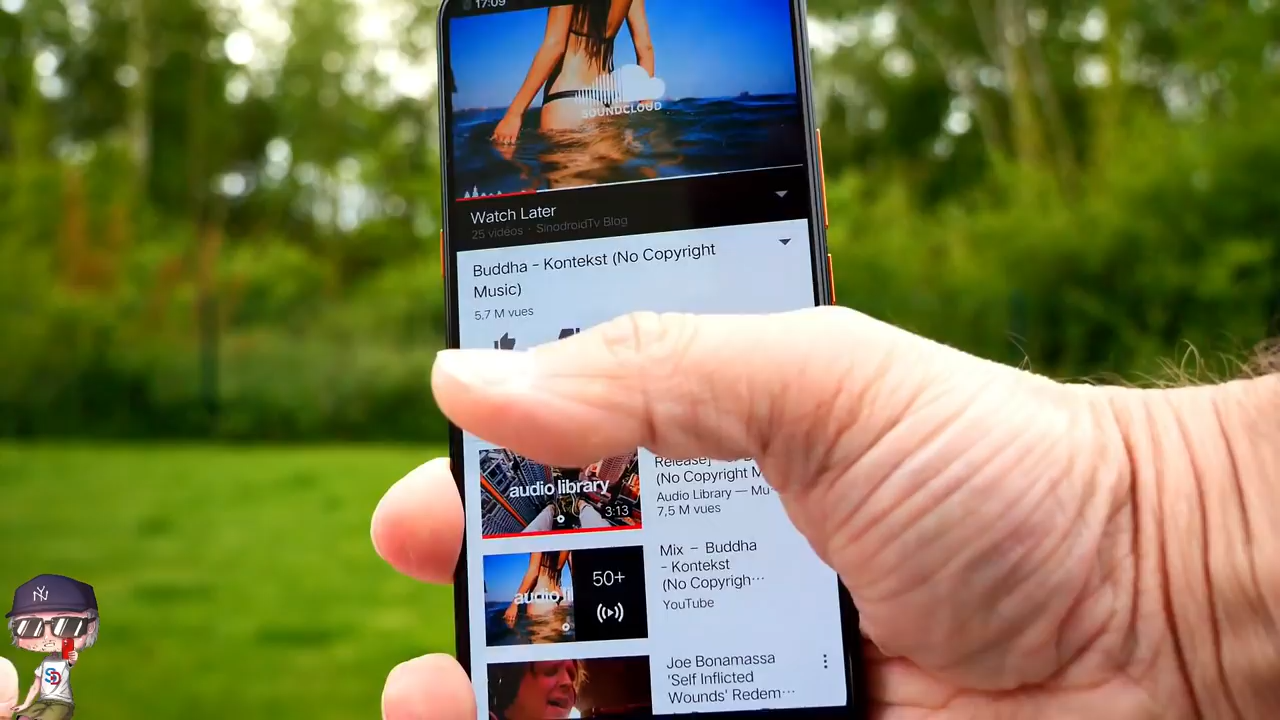 17:09
SOUNDCLOUD
Watch Later
25 vidéos · SinadroidTv Blog
Buddha – Kontekst (No Copyright
Music)
5,7 M vues
audio library
3:13
(No Copyright M
Audio Library — Mu
7,5 M vues
50+
Mix – Buddha
– Kontekst
(No Copyrigh···
YouTube
Joe Bonamassa
'Self Inflicted
Wounds' Redem···
NY
SD